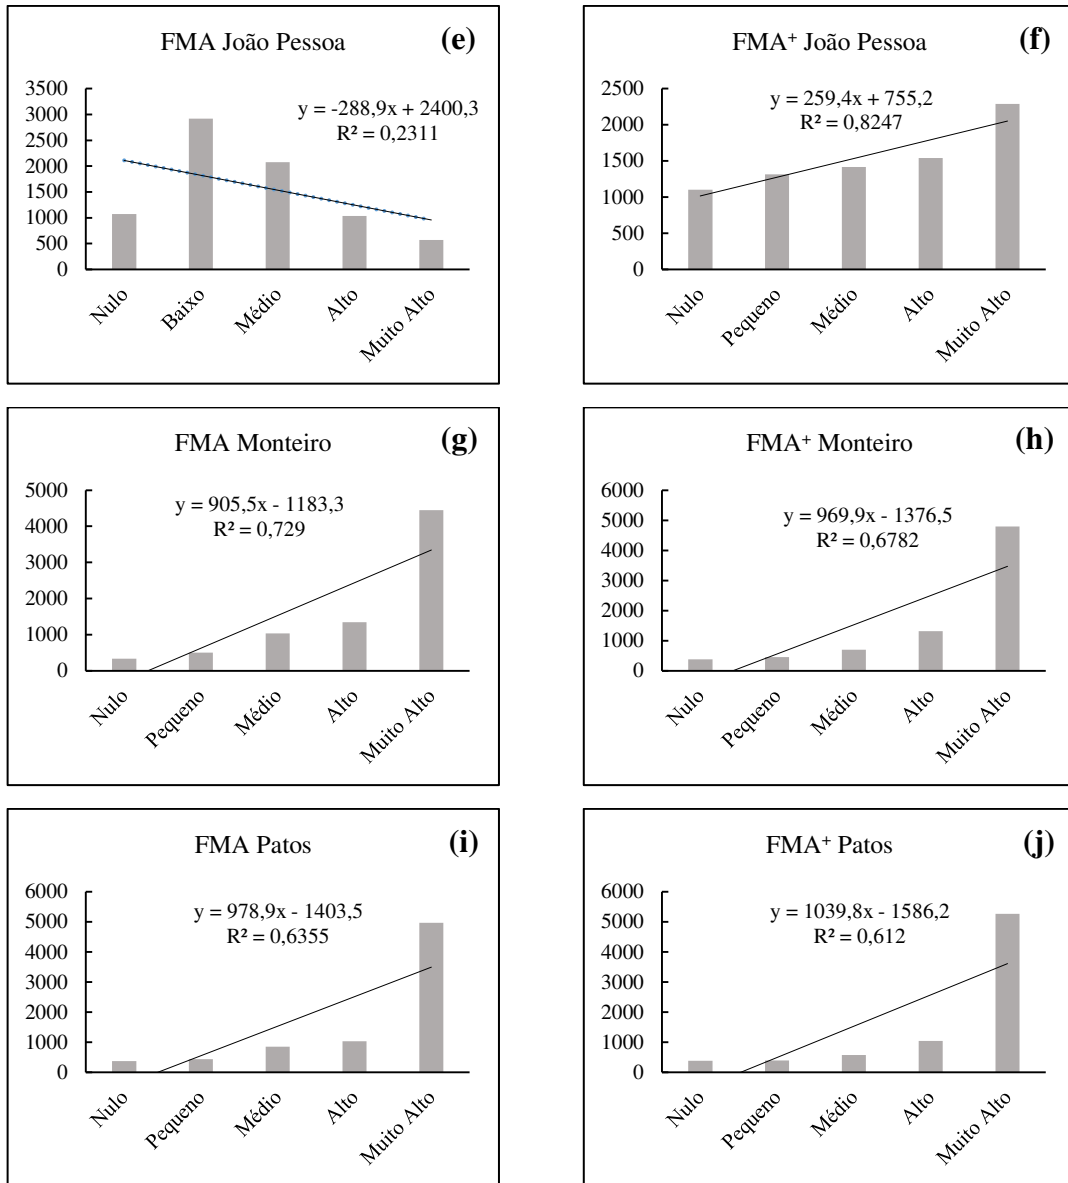 FMA João Pessoa (e)
y = -288,9x + 2400,3
R² = 0,2311
3500
3000
2500
2000
1500
1000
500
0
Nulo
Baixo
Médio
Alto
Muito Alto
FMA⁺ João Pessoa (f)
y = 259,4x + 755,2
R² = 0,8247
2500
2000
1500
1000
500
0
Nulo
Pequeno
Médio
Alto
Muito Alto
FMA Monteiro (g)
y = 905,5x - 1183,3
R² = 0,729
5000
4000
3000
2000
1000
0
Nulo
Pequeno
Médio
Alto
Muito Alto
FMA⁺ Monteiro (h)
y = 969,9x - 1376,5
R² = 0,6782
6000
5000
4000
3000
2000
1000
0
Nulo
Pequeno
Médio
Alto
Muito Alto
FMA Patos (i)
y = 978,9x - 1403,5
R² = 0,6355
6000
5000
4000
3000
2000
1000
0
Nulo
Pequeno
Médio
Alto
Muito Alto
FMA⁺ Patos (j)
y = 1039,8x - 1586,2
R² = 0,612
6000
5000
4000
3000
2000
1000
0
Nulo
Pequeno
Médio
Alto
Muito Alto